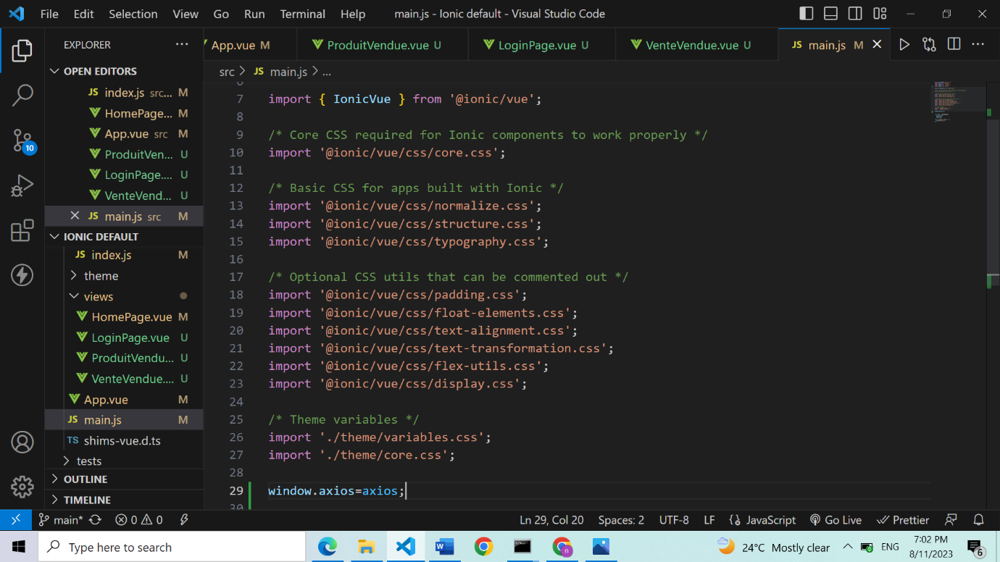 File Edit Selection View Go Run Terminal Help main.js - Ionic default - Visual Studio Code
EXPLORER
OPEN EDITORS
JS index.js src... M
HomePage... M
App.vue src M
ProduitVen... U
LoginPage.... U
VenteVend... U
JS main.js src M
IONIC DEFAULT
JS index.js M
theme
views
HomePage.vue M
LoginPage.vue U
ProduitVendu... U
VenteVendue.... U
App.vue M
JS main.js M
TS shims-vue.d.ts
tests
OUTLINE
TIMELINE
10
App.vue M ProduitVendue.vue U LoginPage.vue U VenteVendue.vue U JS main.js M
src > JS main.js > ...
7 import { IonicVue } from '@ionic/vue';
8
9 /* Core CSS required for Ionic components to work properly */
10 import '@ionic/vue/css/core.css';
11
12 /* Basic CSS for apps built with Ionic */
13 import '@ionic/vue/css/normalize.css';
14 import '@ionic/vue/css/structure.css';
15 import '@ionic/vue/css/typography.css';
16
17 /* Optional CSS utils that can be commented out */
18 import '@ionic/vue/css/padding.css';
19 import '@ionic/vue/css/float-elements.css';
20 import '@ionic/vue/css/text-alignment.css';
21 import '@ionic/vue/css/text-transformation.css';
22 import '@ionic/vue/css/flex-utils.css';
23 import '@ionic/vue/css/display.css';
24
25 /* Theme variables */
26 import './theme/variables.css';
27 import './theme/core.css';
28
29 window.axios=axios;
30
main* 0 0 Ln 29, Col 20 Spaces: 2 UTF-8 LF {} JavaScript Go Live Prettier
Type here to search 24°C Mostly clear ENG 7:02 PM
8/11/2023 6